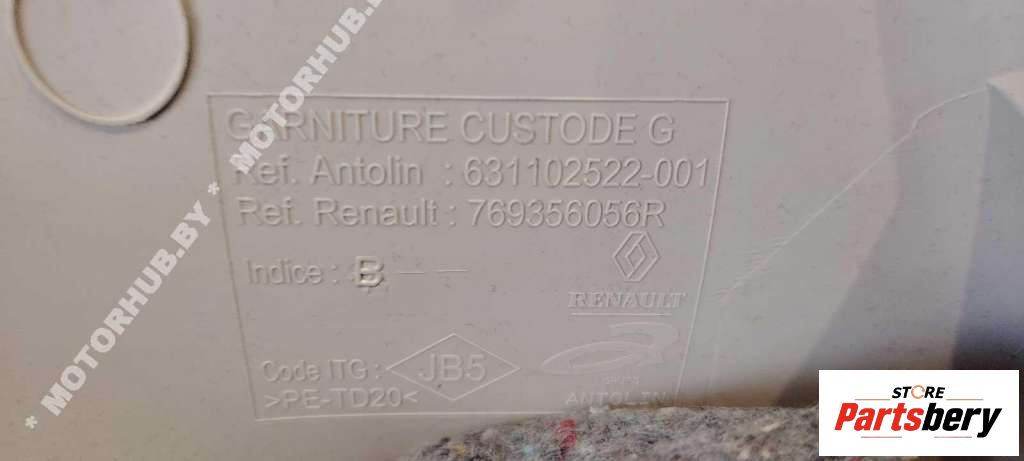 GARNITURE CUSTODE G
Ref. Antolin : 631102522-001
Ref. Renault : 769356056R
Indice : B
RENAULT
Code ITG : JB5
>PE-TD20<
ANTOLIN
* MOTORHUB.BY * MOTORHUB.BY
STORE
Partsbery